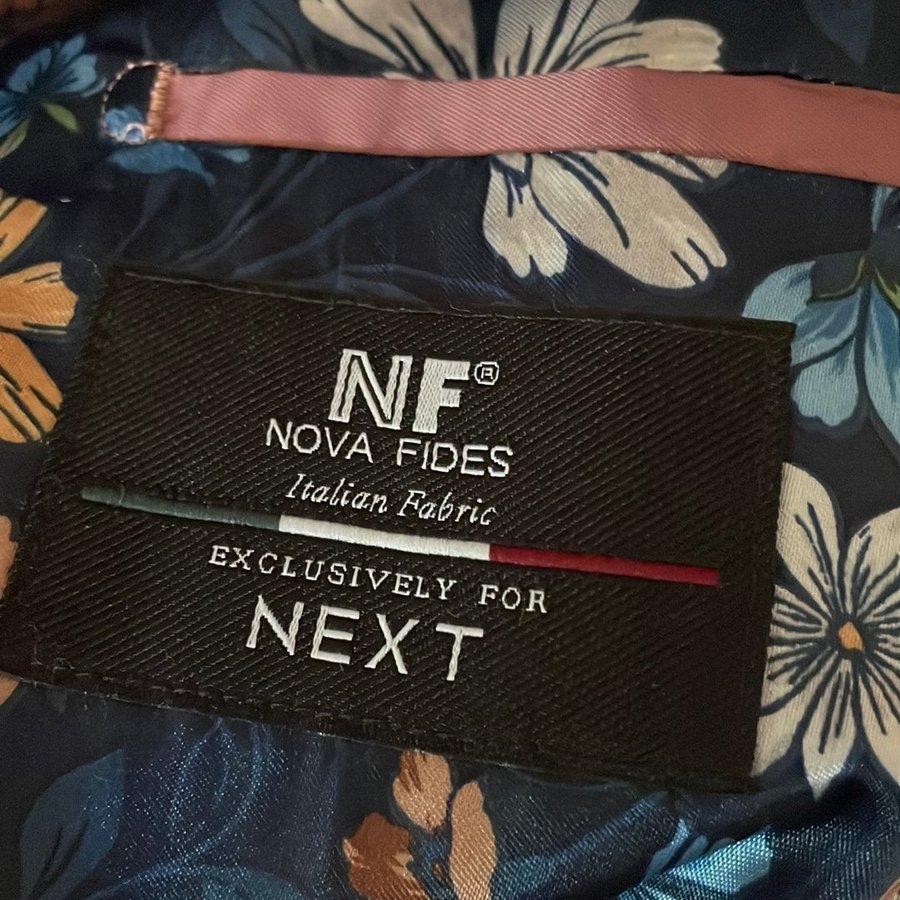 NF®
NOVA FIDES
Italian Fabric
EXCLUSIVELY FOR
NEXT